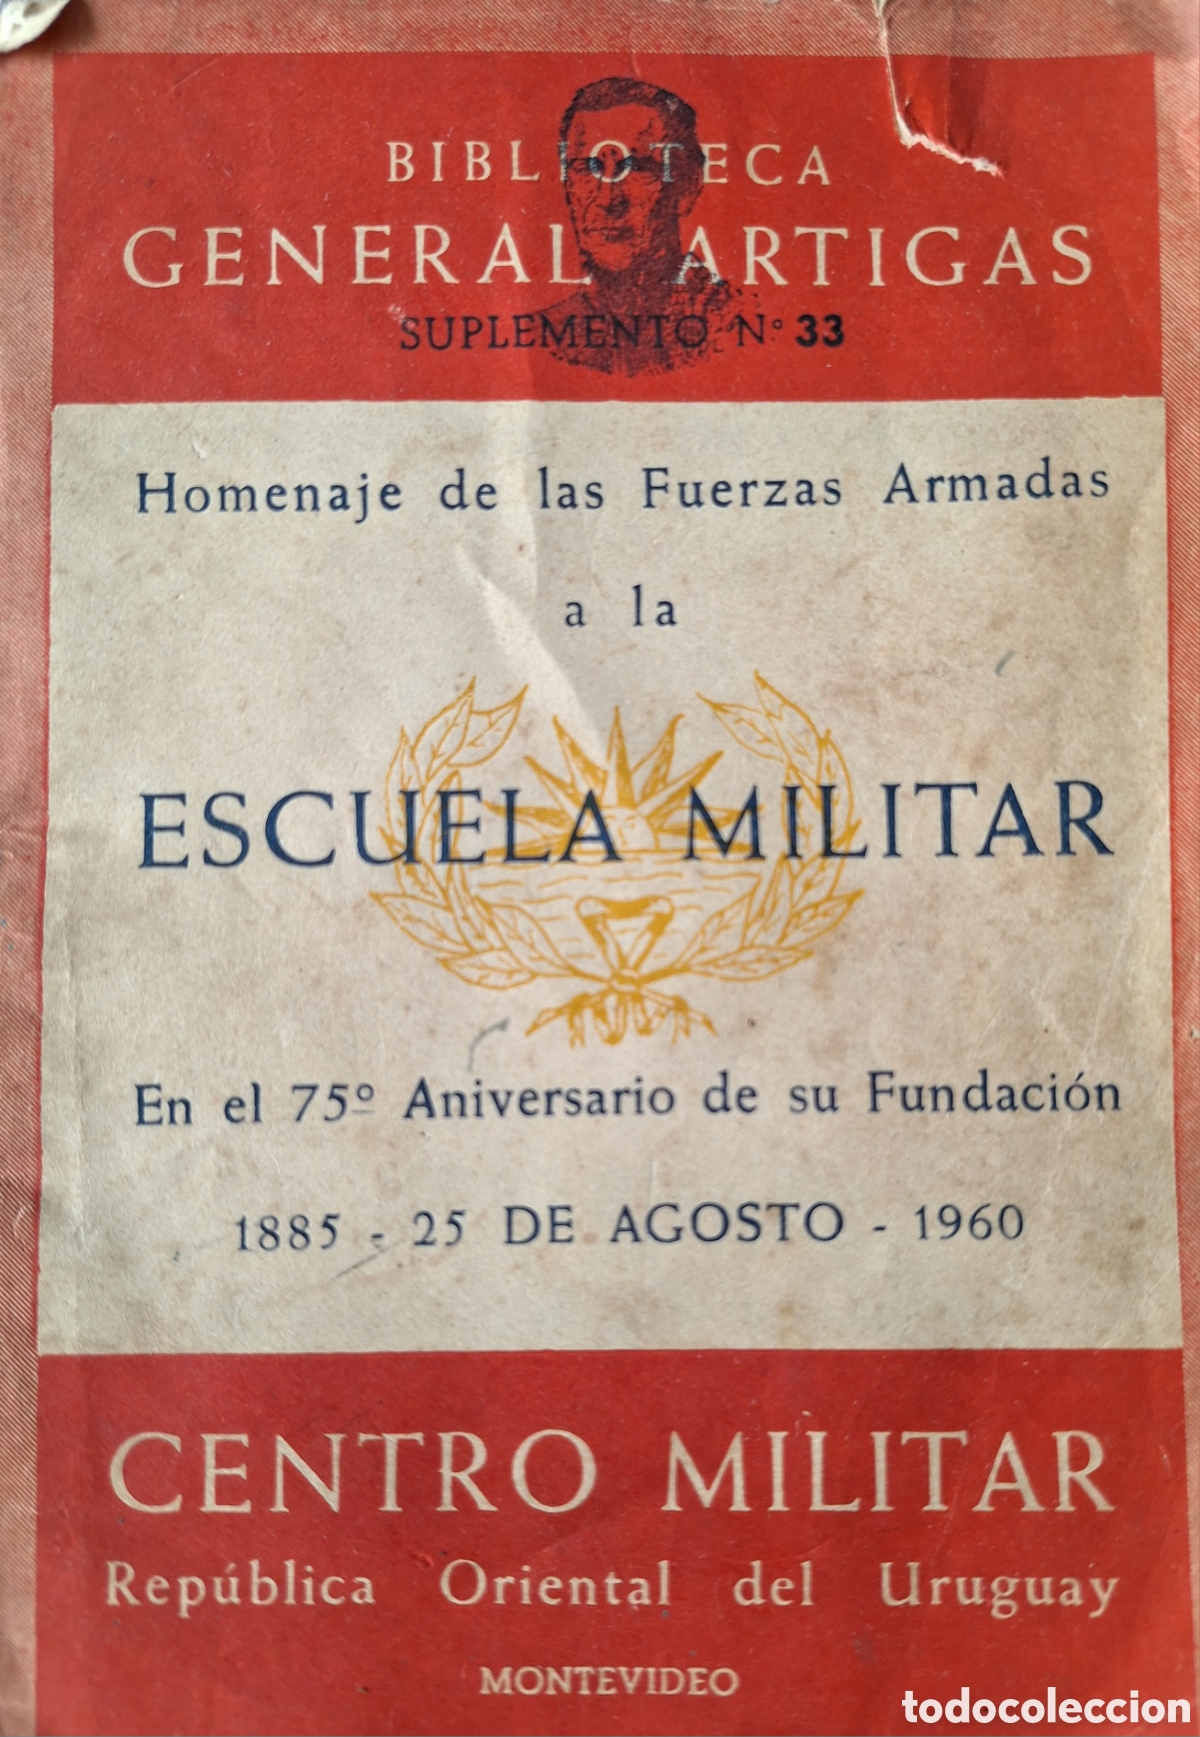 BIBLIOTECA
GENERAL ARTIGAS
SUPLEMENTO Nº 33
Homenaje de las Fuerzas Armadas
a la
ESCUELA MILITAR
En el 75º Aniversario de su Fundación
1885 - 25 DE AGOSTO - 1960
CENTRO MILITAR
República Oriental del Uruguay
MONTEVIDEO
todocoleccion